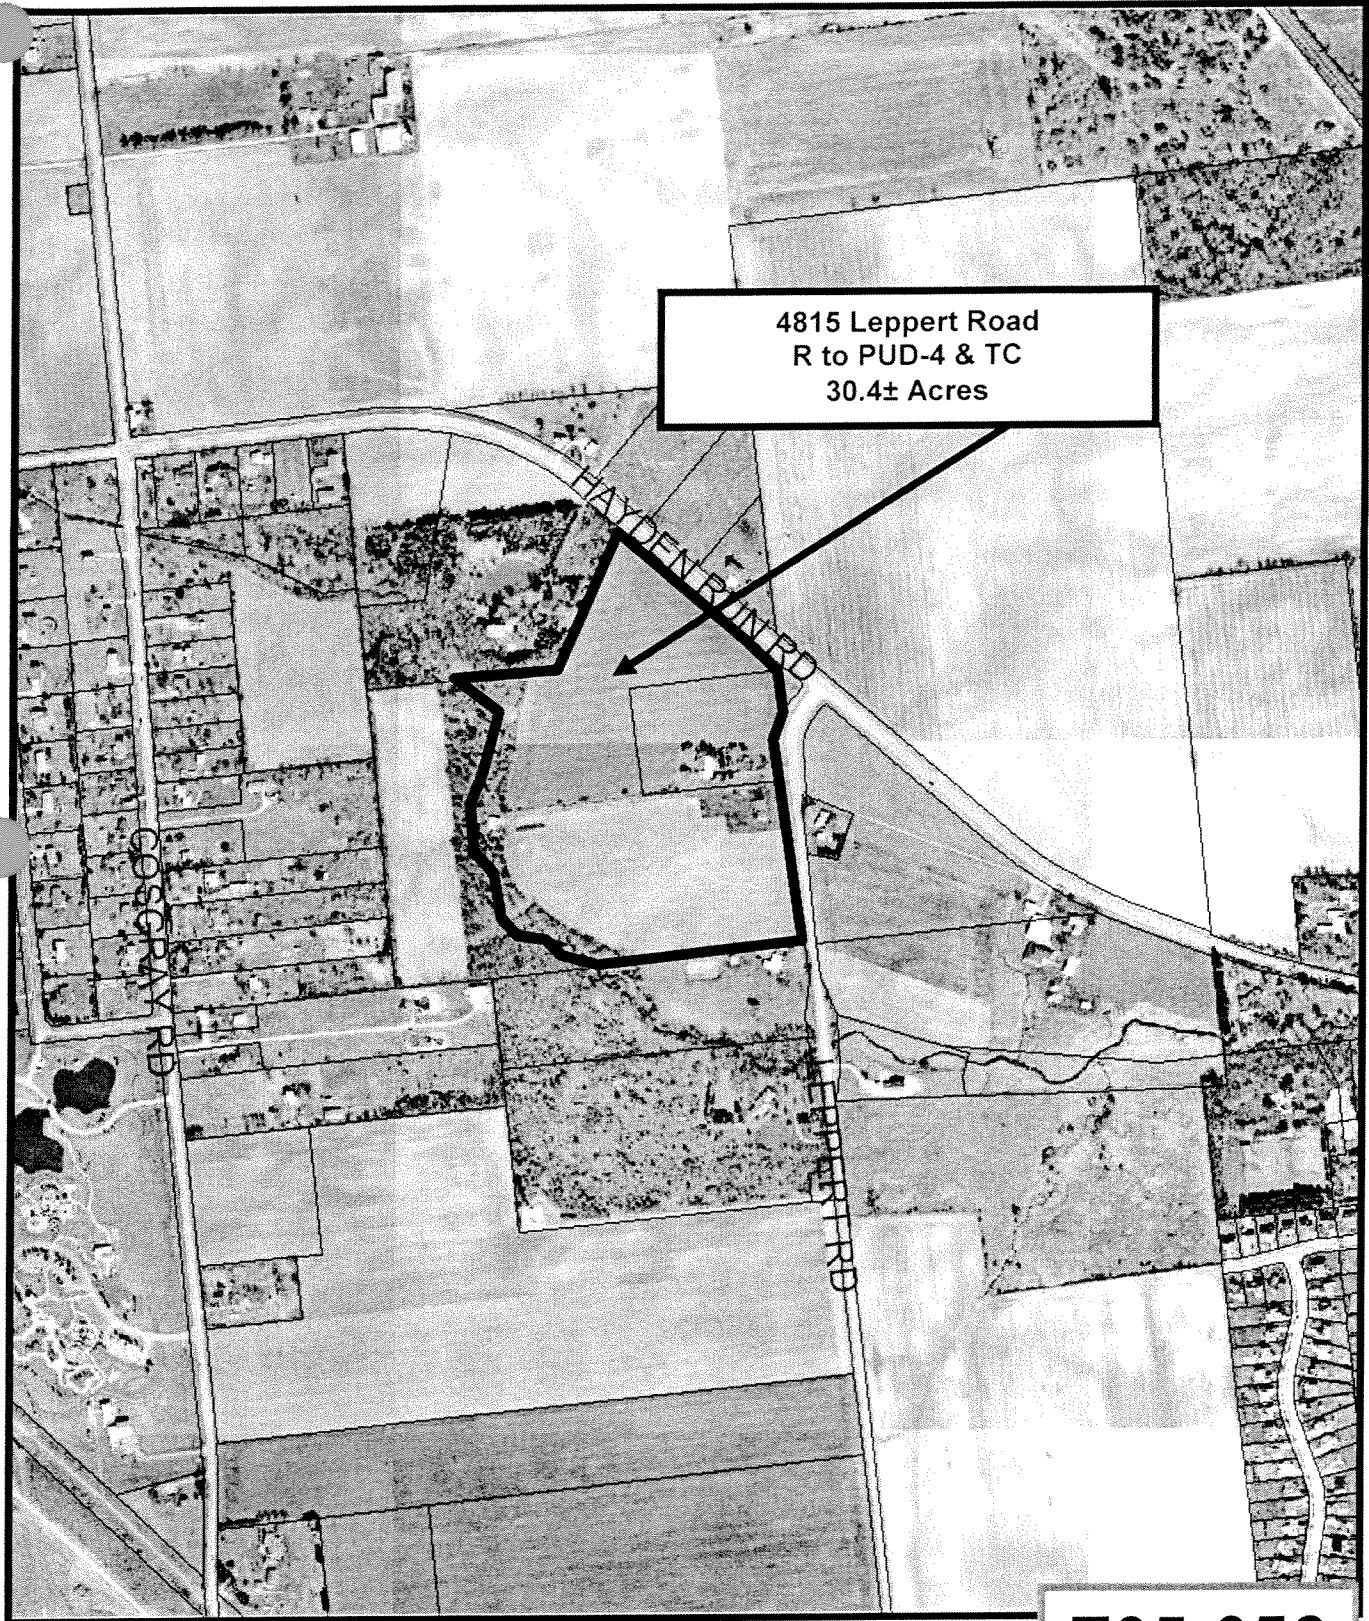 4815 Leppert Road
R to PUD-4 & TC
30.4± Acres
HAYDEN RUN RD
COSGRAY RD
LEPPERT RD